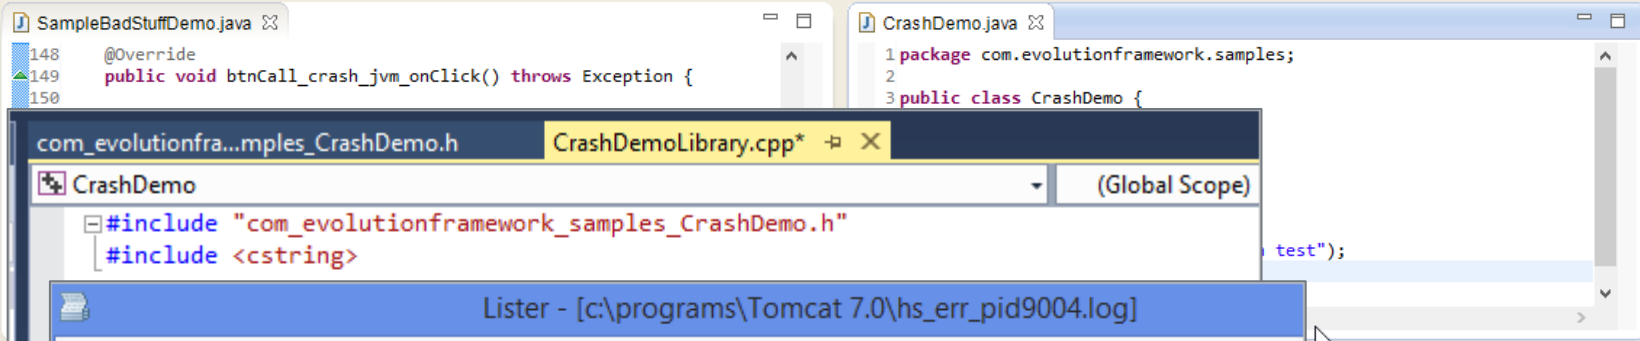 SampleBadStuffDemo.java
148 @Override
149 public void btnCall_crash_jvm_onClick() throws Exception {
150
CrashDemo.java
1 package com.evolutionframework.samples;
2
3 public class CrashDemo {
test");
com_evolutionfra...mples_CrashDemo.h
CrashDemoLibrary.cpp*
CrashDemo
(Global Scope)
#include "com_evolutionframework_samples_CrashDemo.h"
#include <cstring>
Lister - [c:\programs\Tomcat 7.0\hs_err_pid9004.log]